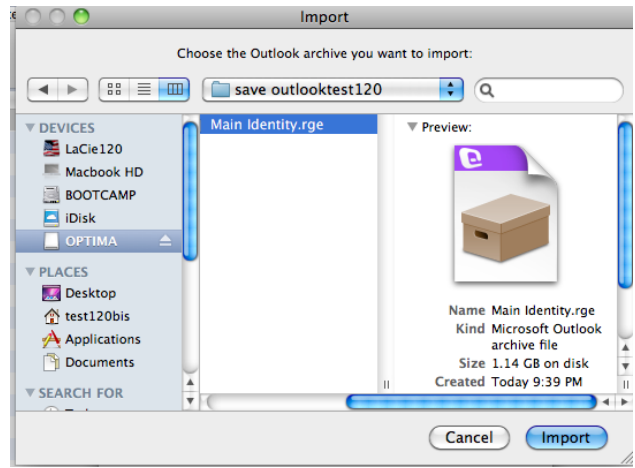 Import
Choose the Outlook archive you want to import:
save outlooktest120
DEVICES
LaCie120
Macbook HD
BOOTCAMP
iDisk
OPTIMA
PLACES
Desktop
test120bis
Applications
Documents
SEARCH FOR
Main Identity.rge
Preview:
Name Main Identity.rge
Kind Microsoft Outlook
archive file
Size 1.14 GB on disk
Created Today 9:39 PM
Cancel
Import